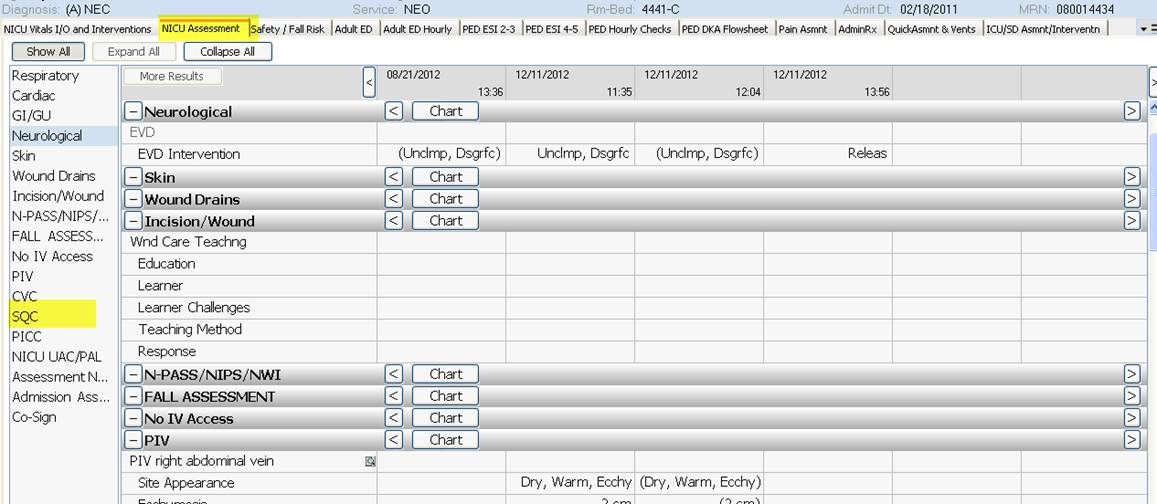 Diagnosis: (A) NEC Service: NEO Rm-Bed: 4441-C Admit Dt: 02/18/2011 MRN: 080014434
NICU Vitals I/O and Interventions NICU Assessment Safety / Fall Risk Adult ED Adult ED Hourly PED ESI 2-3 PED ESI 4-5 PED Hourly Checks PED DKA Flowsheet Pain Asmnt AdminRx QuickAsmnt & Vents ICU/SD Asmnt/Interventn
Show All Expand All Collapse All
Respiratory
Cardiac
GI/GU
Neurological
Skin
Wound Drains
Incision/Wound
N-PASS/NIPS/...
FALL ASSESS...
No IV Access
PIV
CVC
SQC
PICC
NICU UAC/PAL
Assessment N...
Admission Ass...
Co-Sign
More Results < 08/21/2012 12/11/2012 12/11/2012 12/11/2012 >
13:36 11:35 12:04 13:56
− Neurological < Chart >
EVD
EVD Intervention (Unclmp, Dsgrfc) Unclmp, Dsgrfc (Unclmp, Dsgrfc) Releas
− Skin < Chart >
− Wound Drains < Chart >
− Incision/Wound < Chart >
Wnd Care Teachng
Education
Learner
Learner Challenges
Teaching Method
Response
− N-PASS/NIPS/NWI < Chart >
− FALL ASSESSMENT < Chart >
− No IV Access < Chart >
− PIV < Chart >
PIV right abdominal vein
Site Appearance Dry, Warm, Ecchy (Dry, Warm, Ecchy)